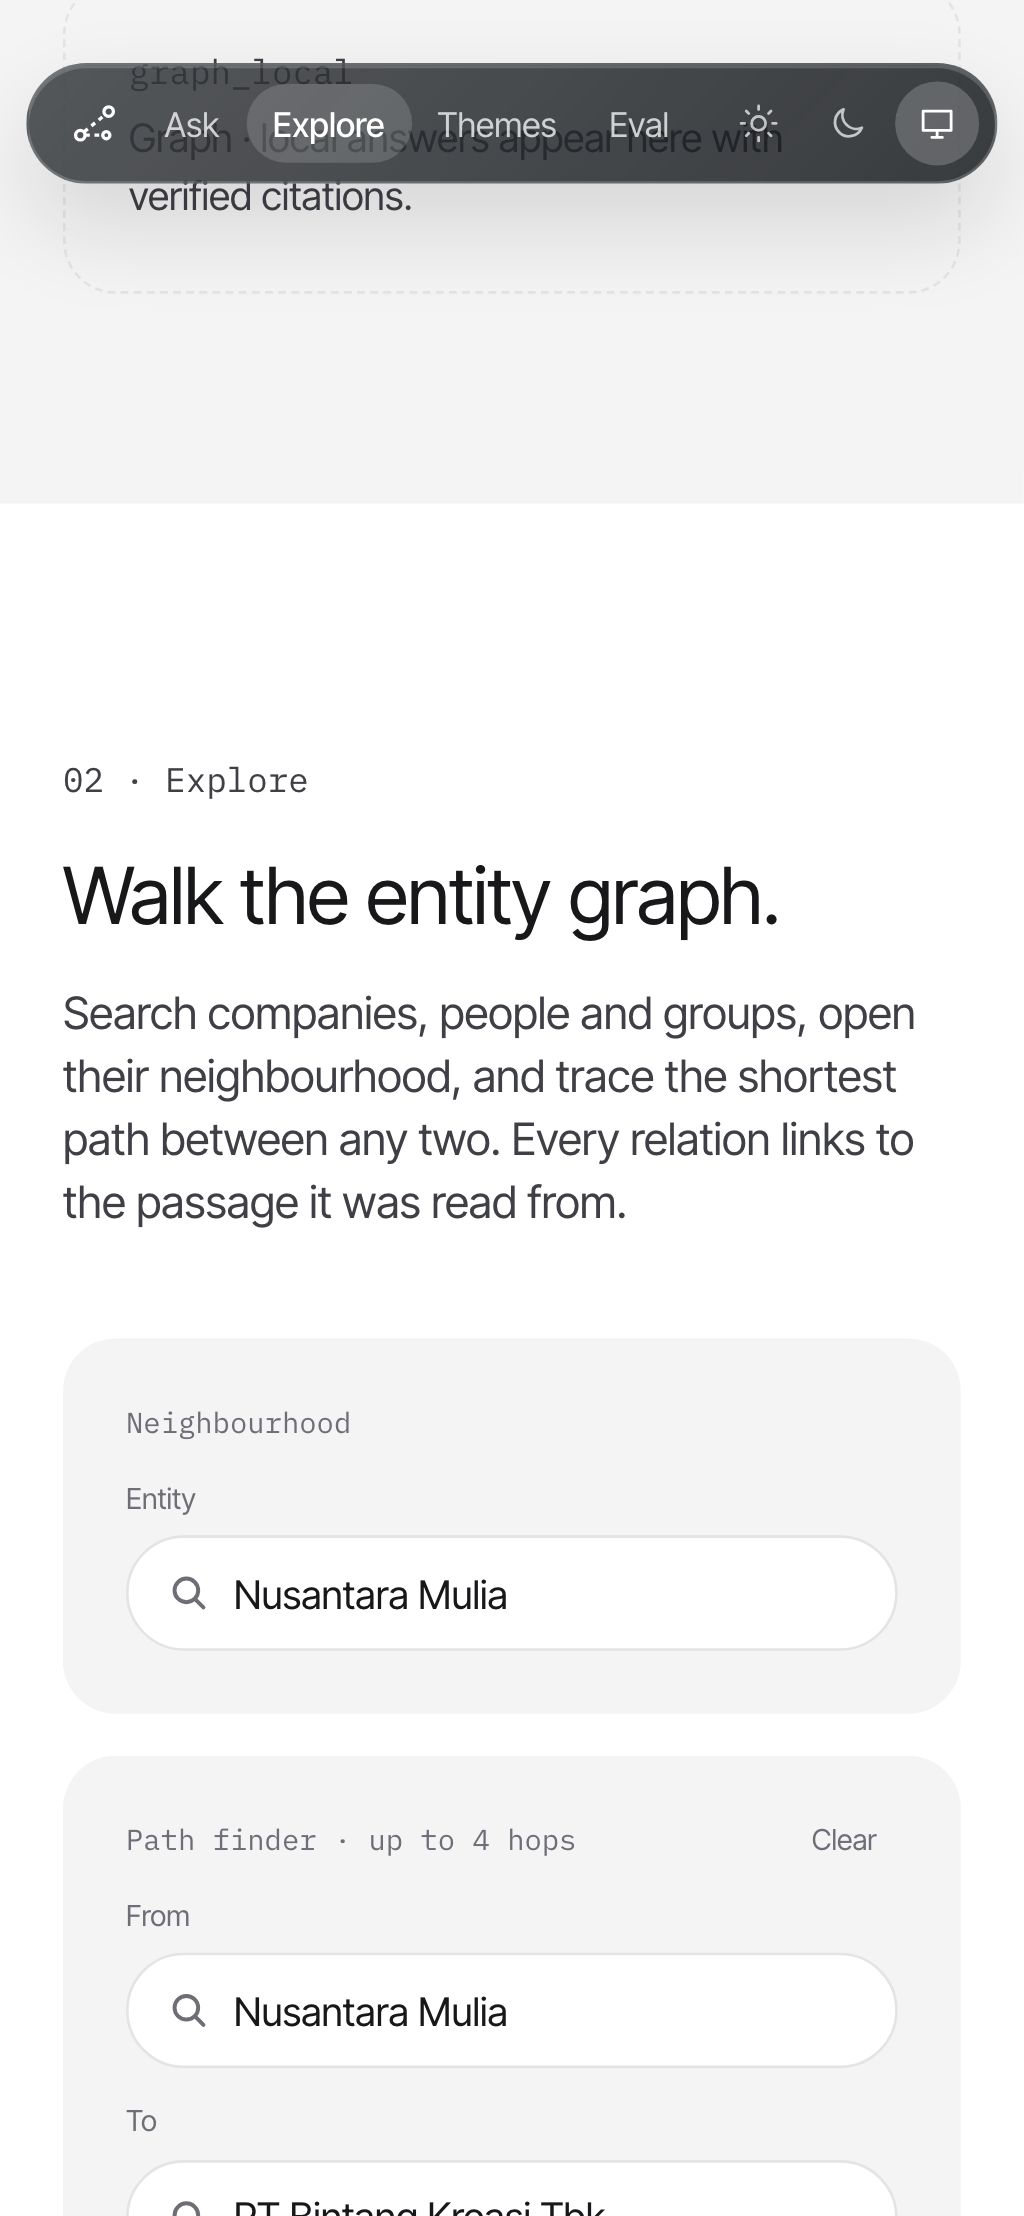 graph_local
Ask Explore Themes Eval
Graph · local answers appear here with
verified citations.
02 · Explore
Walk the entity graph.
Search companies, people and groups, open
their neighbourhood, and trace the shortest
path between any two. Every relation links to
the passage it was read from.
Neighbourhood
Entity
Nusantara Mulia
Path finder · up to 4 hops
Clear
From
Nusantara Mulia
To
PT Bintang Kreasi Tbk